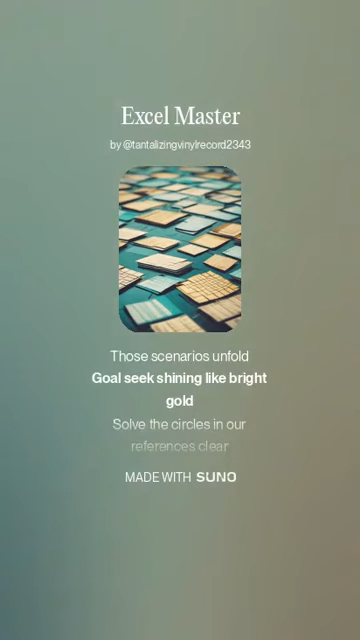 Excel Master
by @tantalizingvinylrecord2343
Those scenarios unfold
Goal seek shining like bright
gold
Solve the circles in our
references clear
MADE WITH SUNO